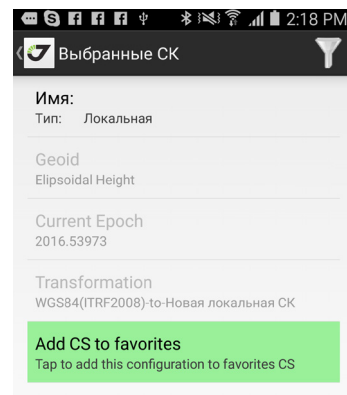 2:18 PM
Выбранные СК
Имя:
Тип: Локальная
Geoid
Elipsoidal Height
Current Epoch
2016.53973
Transformation
WGS84(ITRF2008)-to-Новая локальная СК
Add CS to favorites
Tap to add this configuration to favorites CS